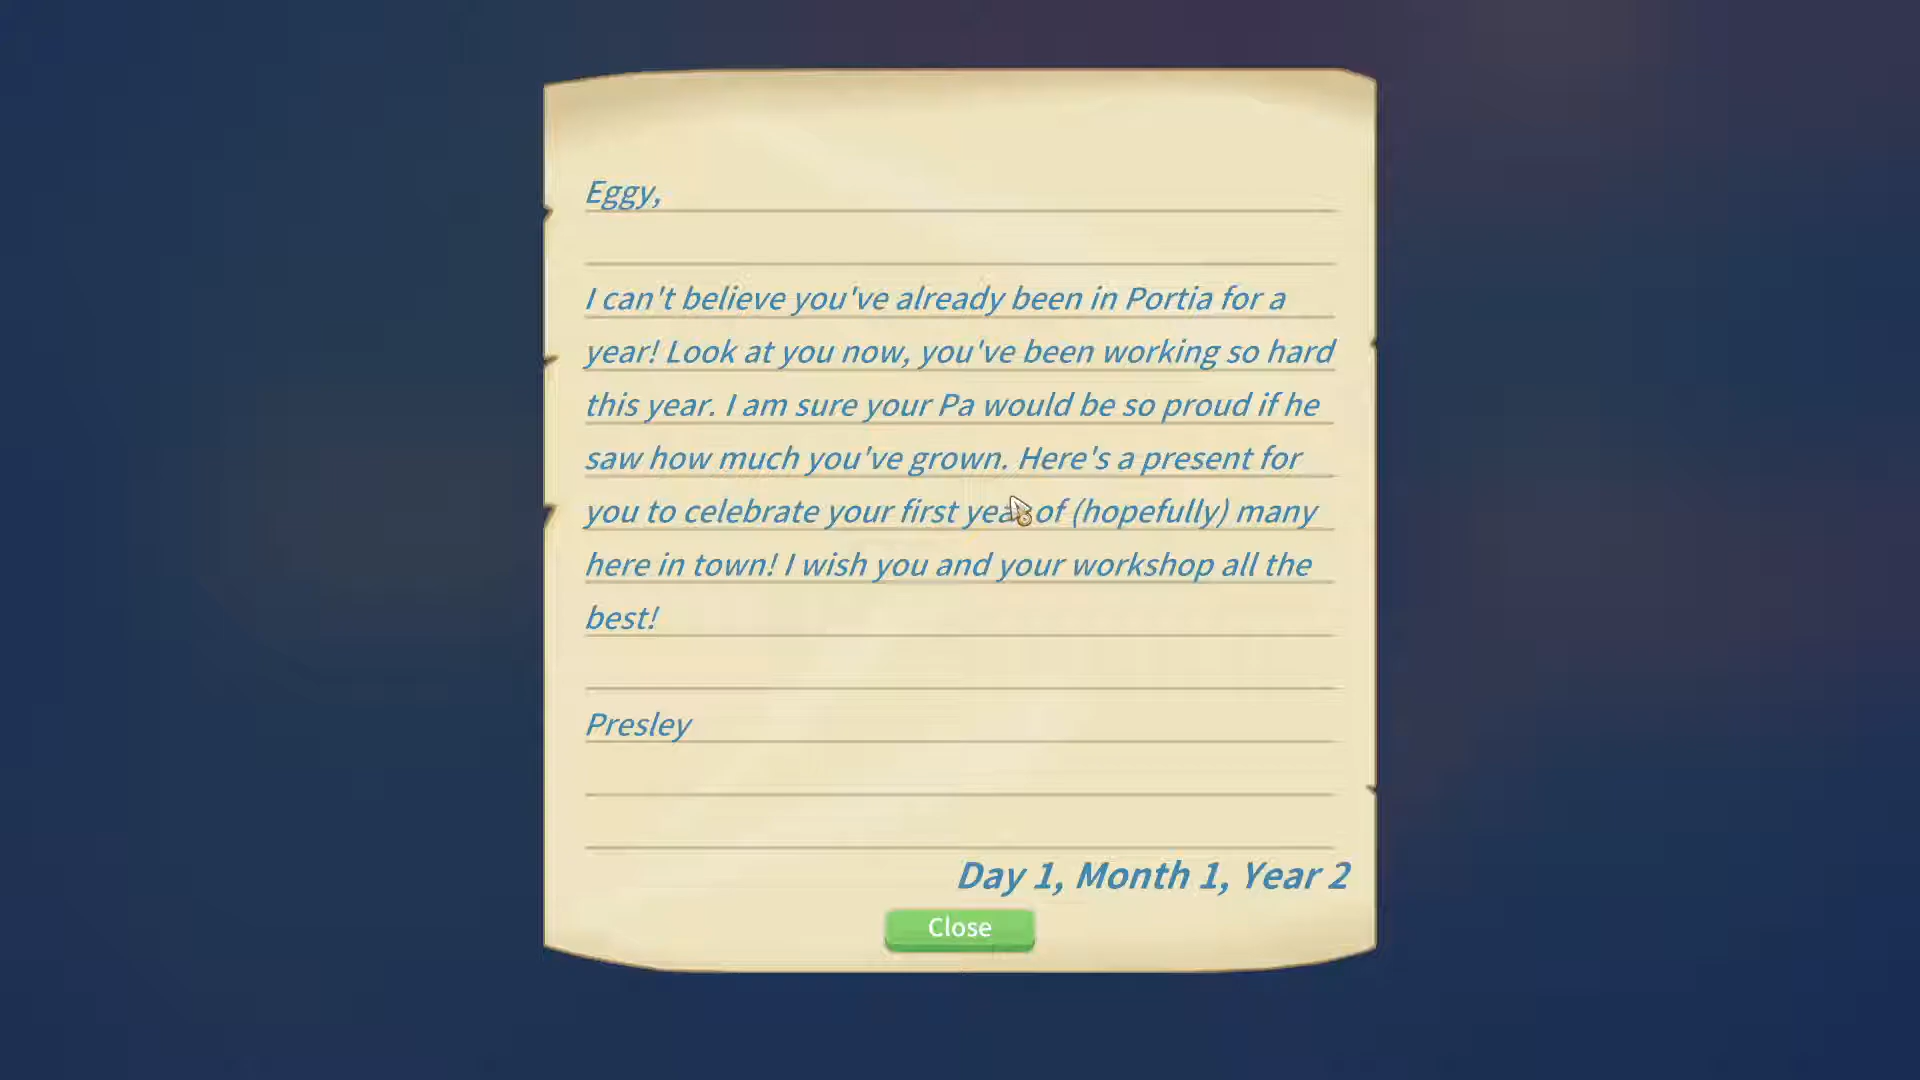 Eggy,
I can't believe you've already been in Portia for a
year! Look at you now, you've been working so hard
this year. I am sure your Pa would be so proud if he
saw how much you've grown. Here's a present for
you to celebrate your first year of (hopefully) many
here in town! I wish you and your workshop all the
best!
Presley
Day 1, Month 1, Year 2
Close